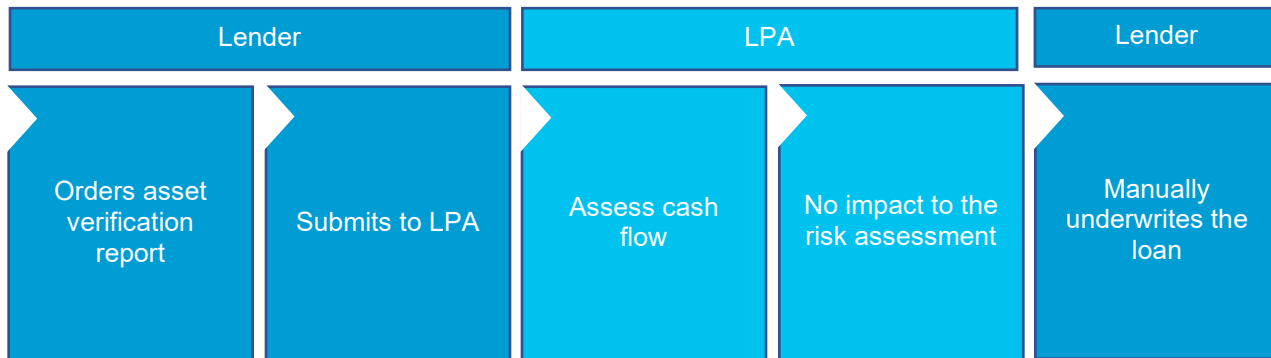 Lender
LPA
Lender
Orders asset
verification
report
Submits to LPA
Assess cash
flow
No impact to the
risk assessment
Manually
underwrites the
loan